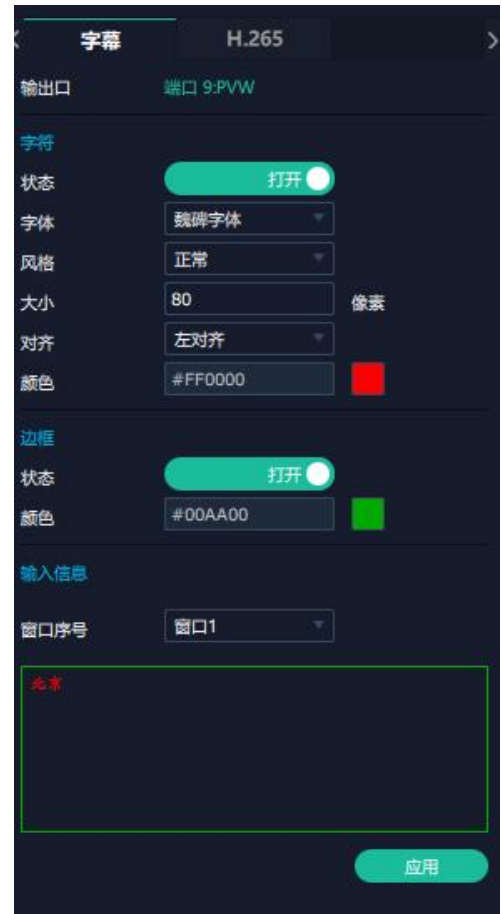 字幕 H.265
输出口 端口 9:PVW
字符
状态 打开
字体 魏碑字体
风格 正常
大小 80 像素
对齐 左对齐
颜色 #FF0000
边框
状态 打开
颜色 #00AA00
输入信息
窗口序号 窗口1
北京
应用